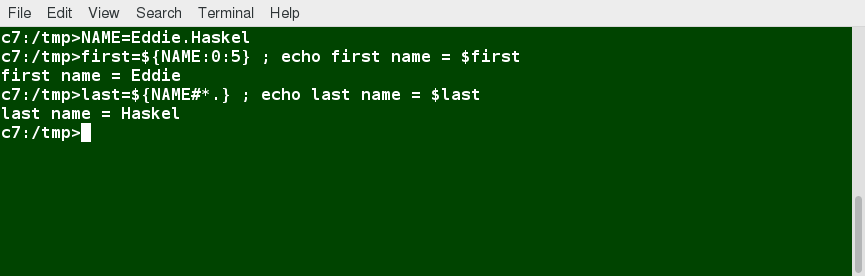 File Edit View Search Terminal Help
c7:/tmp>NAME=Eddie.Haskel
c7:/tmp>first=${NAME:0:5} ; echo first name = $first
first name = Eddie
c7:/tmp>last=${NAME#*.} ; echo last name = $last
last name = Haskel
c7:/tmp>